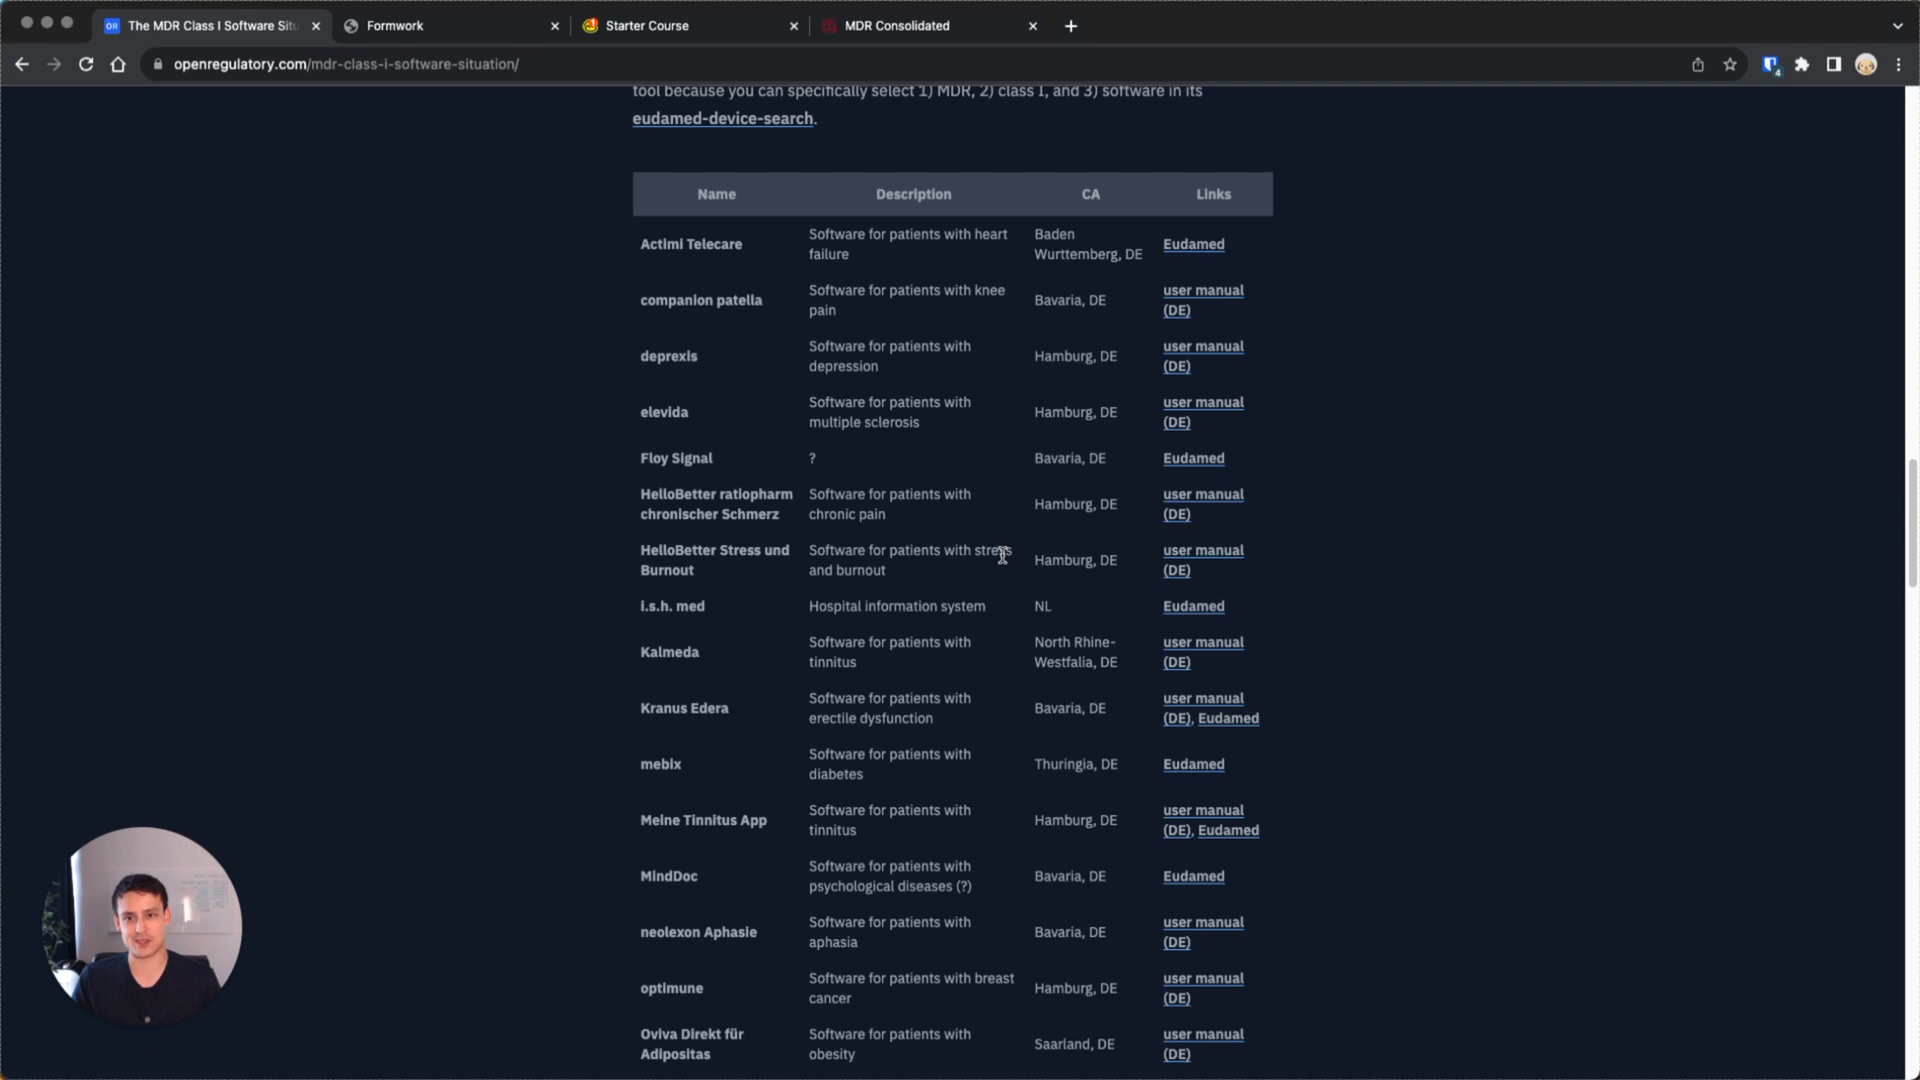 OR The MDR Class I Software Situ
Formwork
Starter Course
MDR Consolidated
openregulatory.com/mdr-class-i-software-situation/
4
tool because you can specifically select 1) MDR, 2) class I, and 3) software in its
eudamed-device-search.
Name Description CA Links
Actimi Telecare Software for patients with heart failure Baden Wurttemberg, DE Eudamed
companion patella Software for patients with knee pain Bavaria, DE user manual (DE)
deprexis Software for patients with depression Hamburg, DE user manual (DE)
elevida Software for patients with multiple sclerosis Hamburg, DE user manual (DE)
Floy Signal ? Bavaria, DE Eudamed
HelloBetter ratiopharm chronischer Schmerz Software for patients with chronic pain Hamburg, DE user manual (DE)
HelloBetter Stress und Burnout Software for patients with stress and burnout Hamburg, DE user manual (DE)
i.s.h. med Hospital information system NL Eudamed
Kalmeda Software for patients with tinnitus North Rhine-Westfalia, DE user manual (DE)
Kranus Edera Software for patients with erectile dysfunction Bavaria, DE user manual (DE), Eudamed
mebix Software for patients with diabetes Thuringia, DE Eudamed
Meine Tinnitus App Software for patients with tinnitus Hamburg, DE user manual (DE), Eudamed
MindDoc Software for patients with psychological diseases (?) Bavaria, DE Eudamed
neolexon Aphasie Software for patients with aphasia Bavaria, DE user manual (DE)
optimune Software for patients with breast cancer Hamburg, DE user manual (DE)
Oviva Direkt für Adipositas Software for patients with obesity Saarland, DE user manual (DE)